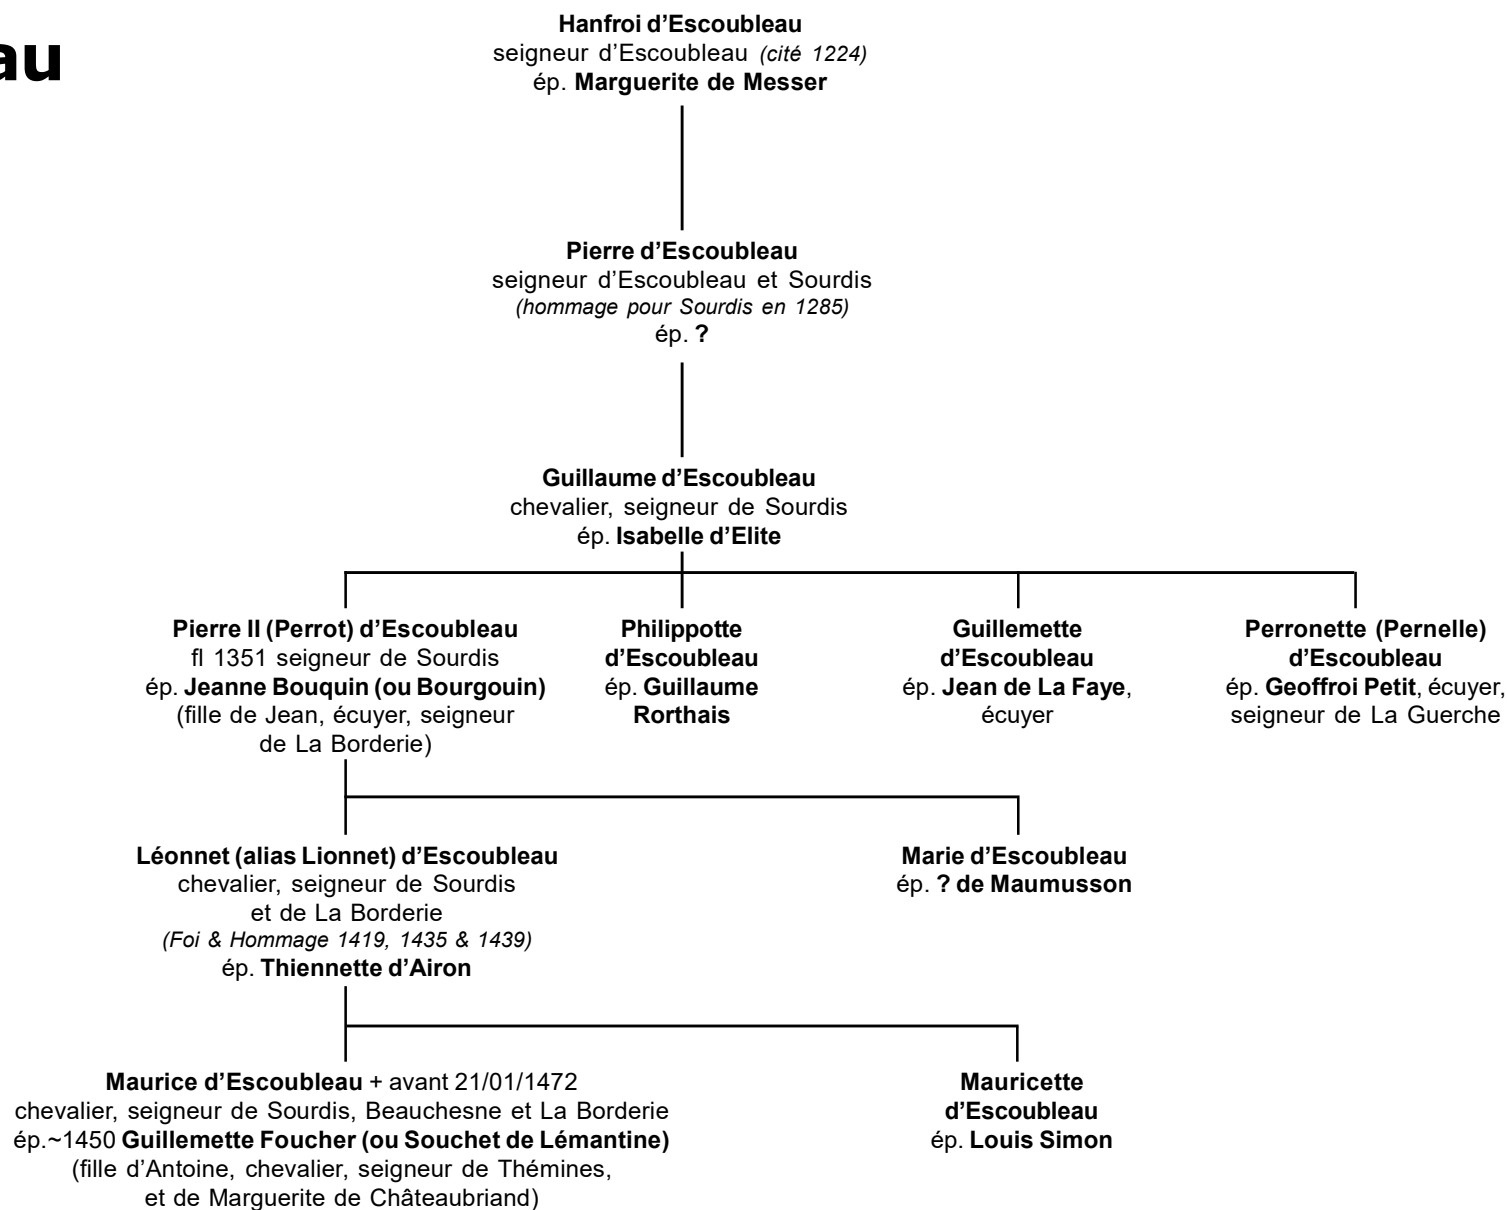 au
Hanfroi d'Escoubleau
seigneur d'Escoubleau (cité 1224)
ép. Marguerite de Messer
Pierre d'Escoubleau
seigneur d'Escoubleau et Sourdis
(hommage pour Sourdis en 1285)
ép. ?
Guillaume d'Escoubleau
chevalier, seigneur de Sourdis
ép. Isabelle d'Elite
Pierre II (Perrot) d'Escoubleau
fl 1351 seigneur de Sourdis
ép. Jeanne Bouquin (ou Bourgouin)
(fille de Jean, écuyer, seigneur
de La Borderie)
Philippotte
d'Escoubleau
ép. Guillaume
Rorthais
Guillemette
d'Escoubleau
ép. Jean de La Faye,
écuyer
Perronette (Pernelle)
d'Escoubleau
ép. Geoffroi Petit, écuyer,
seigneur de La Guerche
Léonnet (alias Lionnet) d'Escoubleau
chevalier, seigneur de Sourdis
et de La Borderie
(Foi & Hommage 1419, 1435 & 1439)
ép. Thiennette d'Airon
Marie d'Escoubleau
ép. ? de Maumusson
Maurice d'Escoubleau + avant 21/01/1472
chevalier, seigneur de Sourdis, Beauchesne et La Borderie
ép.~1450 Guillemette Foucher (ou Souchet de Lémantine)
(fille d'Antoine, chevalier, seigneur de Thémines,
et de Marguerite de Châteaubriand)
Mauricette
d'Escoubleau
ép. Louis Simon